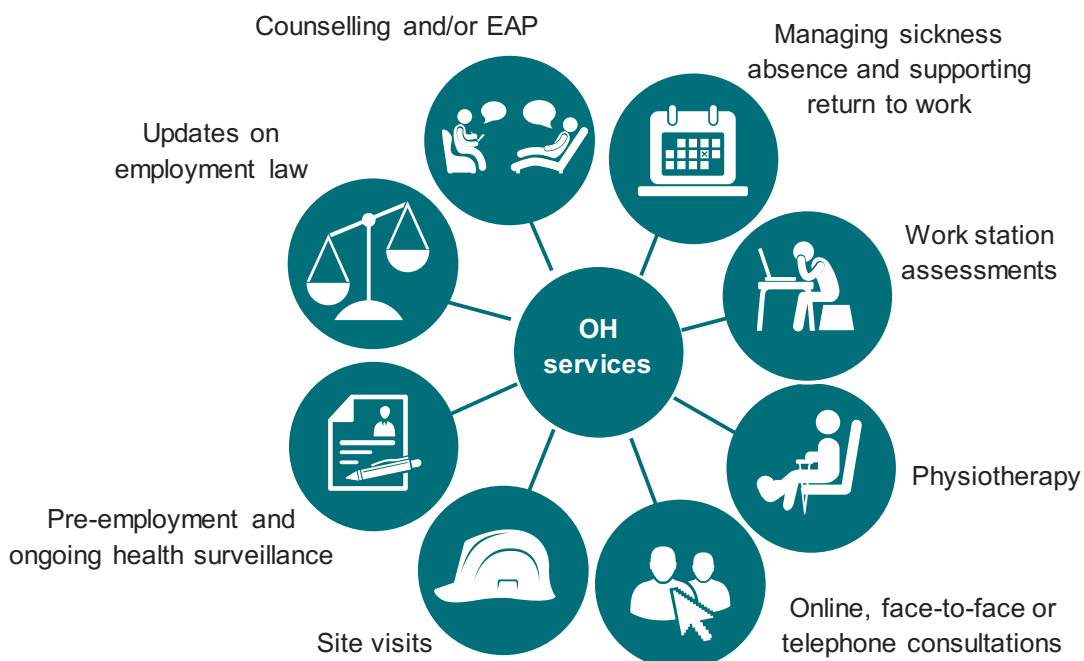 Counselling and/or EAP
Managing sickness
absence and supporting
return to work
Updates on
employment law
Work station
assessments
OH
services
Physiotherapy
Pre-employment and
ongoing health surveillance
Site visits
Online, face-to-face or
telephone consultations